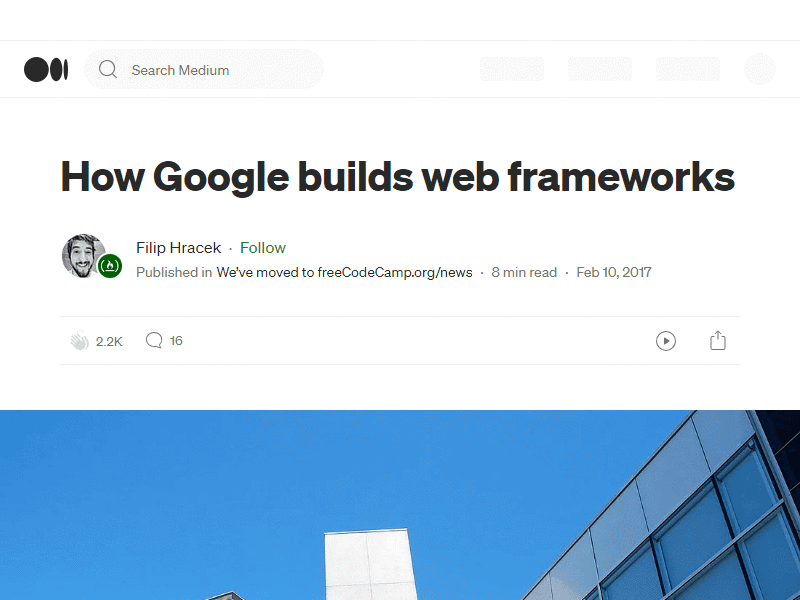 Search Medium
How Google builds web frameworks
Filip Hracek · Follow
Published in We've moved to freeCodeCamp.org/news · 8 min read · Feb 10, 2017
2.2K 16